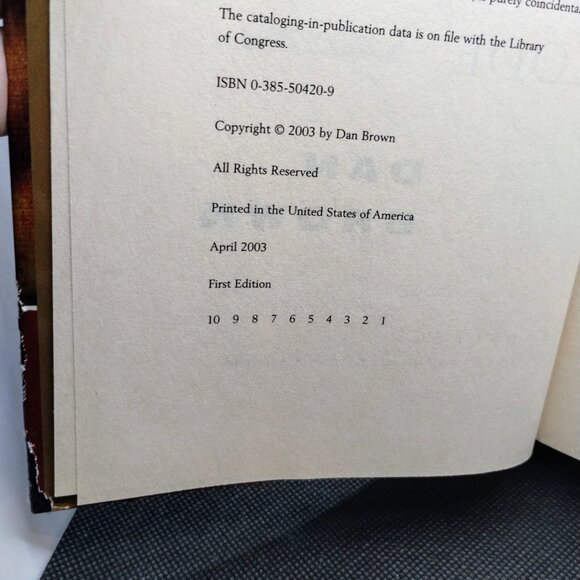 purely coincidental.
The cataloging-in-publication data is on file with the Library
of Congress.
ISBN 0-385-50420-9
Copyright © 2003 by Dan Brown
All Rights Reserved
Printed in the United States of America
April 2003
First Edition
10 9 8 7 6 5 4 3 2 1